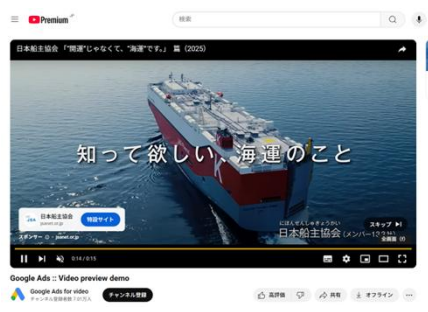 Premium
検索
日本船主協会 「"開運"じゃなくて、"海運"です。」 篇 (2025)
知って欲しい、海運のこと
K
日本船主協会
jsanet.or.jp
特設サイト
スポンサー · jsanet.or.jp
にほんせんしゅきょうかい
日本船主協会
スキップ
全画面 (f)
0:14 / 0:15
Google Ads :: Video preview demo
Google Ads for video
チャンネル登録
高評価
共有
オフライン